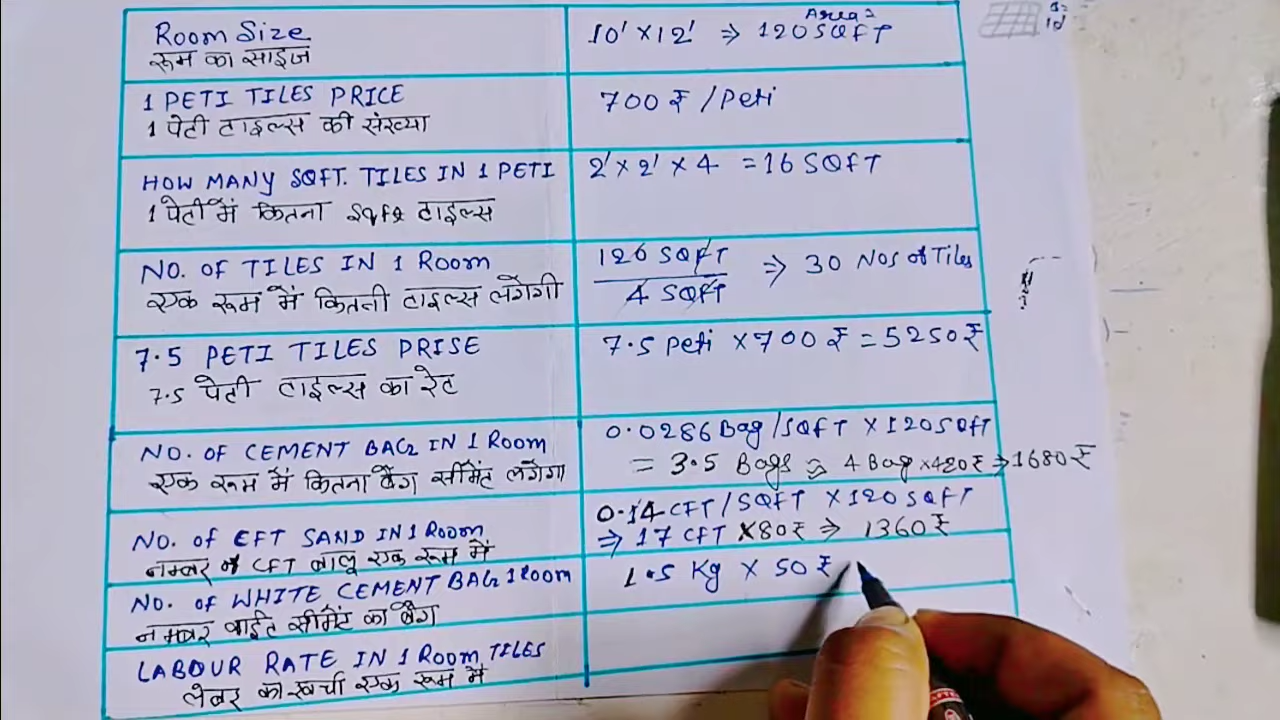 Room Size
रूम का साइज
Area =
10' × 12' ⇒ 120 SQFT
1 PETI TILES PRICE
1 पेटी टाइल्स की संख्या
700 ₹ / Peti
HOW MANY SQFT. TILES IN 1 PETI
1 पेटी में कितना Sqft टाइल्स
2' × 2' × 4 = 16 SQFT
NO. OF TILES IN 1 ROOM
एक रूम में कितनी टाइल्स लगेगी
120 SQFT
4 SQFT
⇒ 30 Nos of Tiles
7.5 PETI TILES PRISE
7.5 पेटी टाइल्स का रेट
7.5 Peti × 700 ₹ = 5250 ₹
NO. OF CEMENT BAG IN 1 ROOM
एक रूम में कितना बैग सीमेंट लगेगा
0.0286 Bag / SQFT × 120 SQFT
= 3.5 Bags ≈ 4 Bag × 420 ₹ ⇒ 1680 ₹
NO. OF CFT SAND IN 1 ROOM
नम्बर ऑफ CFT बालू एक रूम में
0.14 CFT / SQFT × 120 SQFT
⇒ 17 CFT × 80 ₹ ⇒ 1360 ₹
NO. OF WHITE CEMENT BAG 1 ROOM
नम्बर वाईट सीमेंट का बैग
1.5 Kg × 50 ₹
LABOUR RATE IN 1 ROOM TILES
लेबर का खर्चा एक रूम में